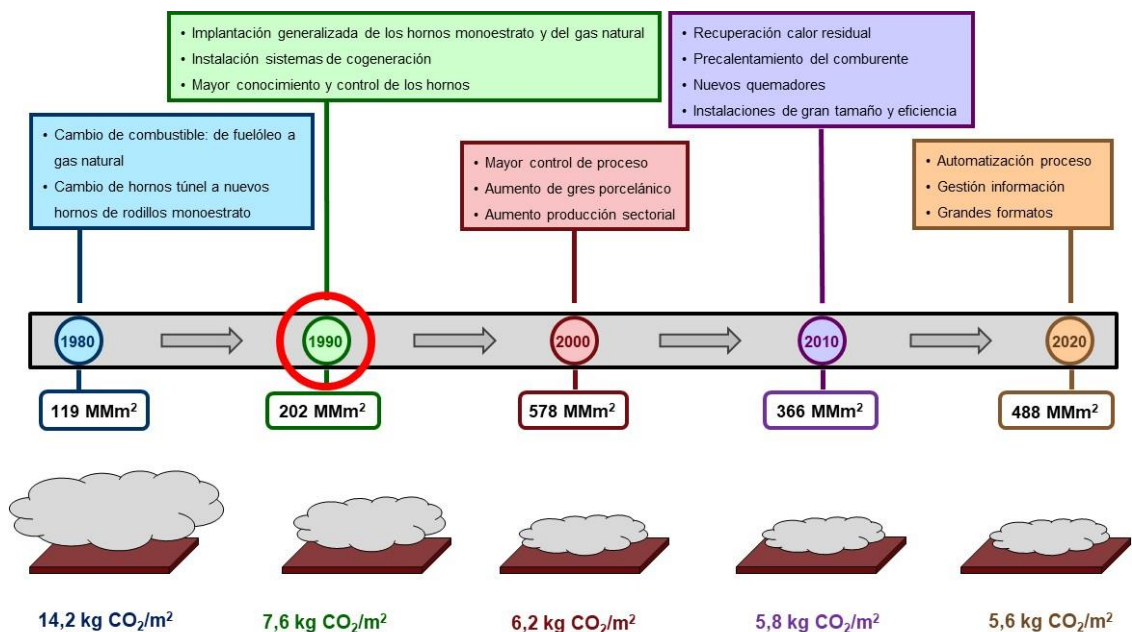 • Implantación generalizada de los hornos monoestrato y del gas natural
• Instalación sistemas de cogeneración
• Mayor conocimiento y control de los hornos
• Recuperación calor residual
• Precalentamiento del comburente
• Nuevos quemadores
• Instalaciones de gran tamaño y eficiencia
• Cambio de combustible: de fuelóleo a
gas natural
• Cambio de hornos túnel a nuevos
hornos de rodillos monoestrato
• Mayor control de proceso
• Aumento de gres porcelánico
• Aumento producción sectorial
• Automatización proceso
• Gestión información
• Grandes formatos
1980
1990
2000
2010
2020
119 MMm²
202 MMm²
578 MMm²
366 MMm²
488 MMm²
14,2 kg CO₂/m²
7,6 kg CO₂/m²
6,2 kg CO₂/m²
5,8 kg CO₂/m²
5,6 kg CO₂/m²